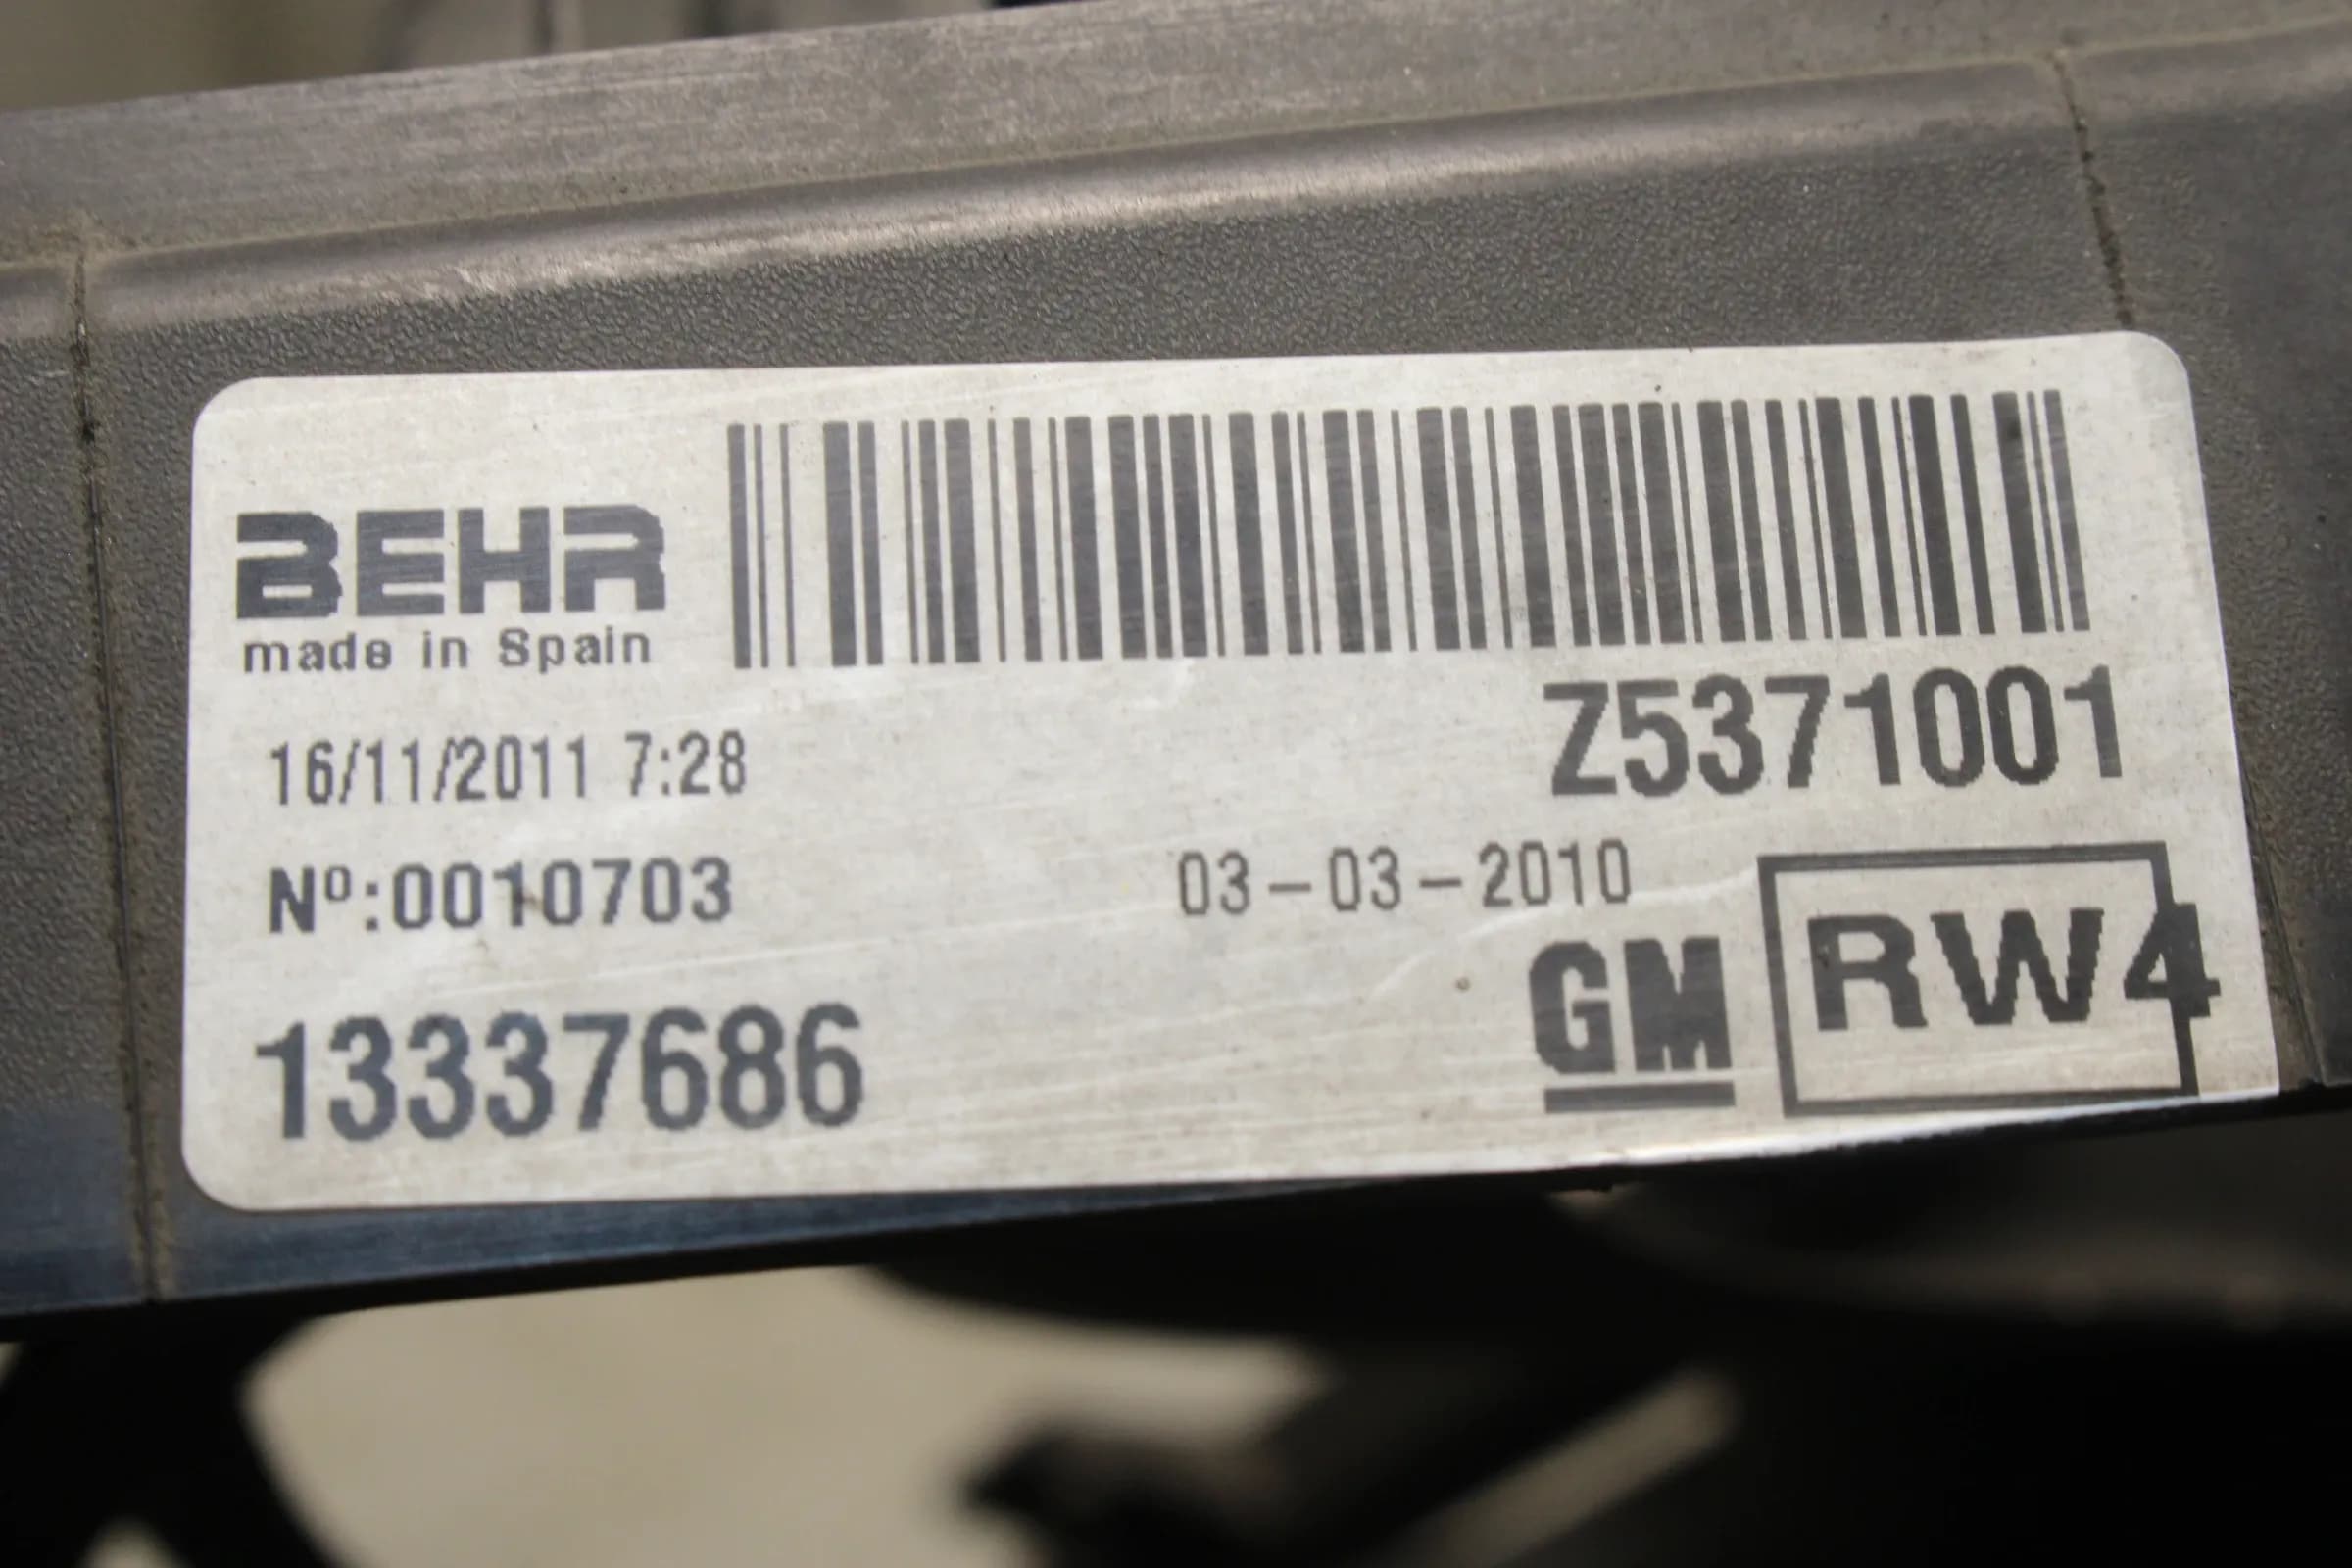 BEHR
made in Spain
Z5371001
16/11/2011 7:28
Nº:0010703
03-03-2010
13337686
GM
RW4